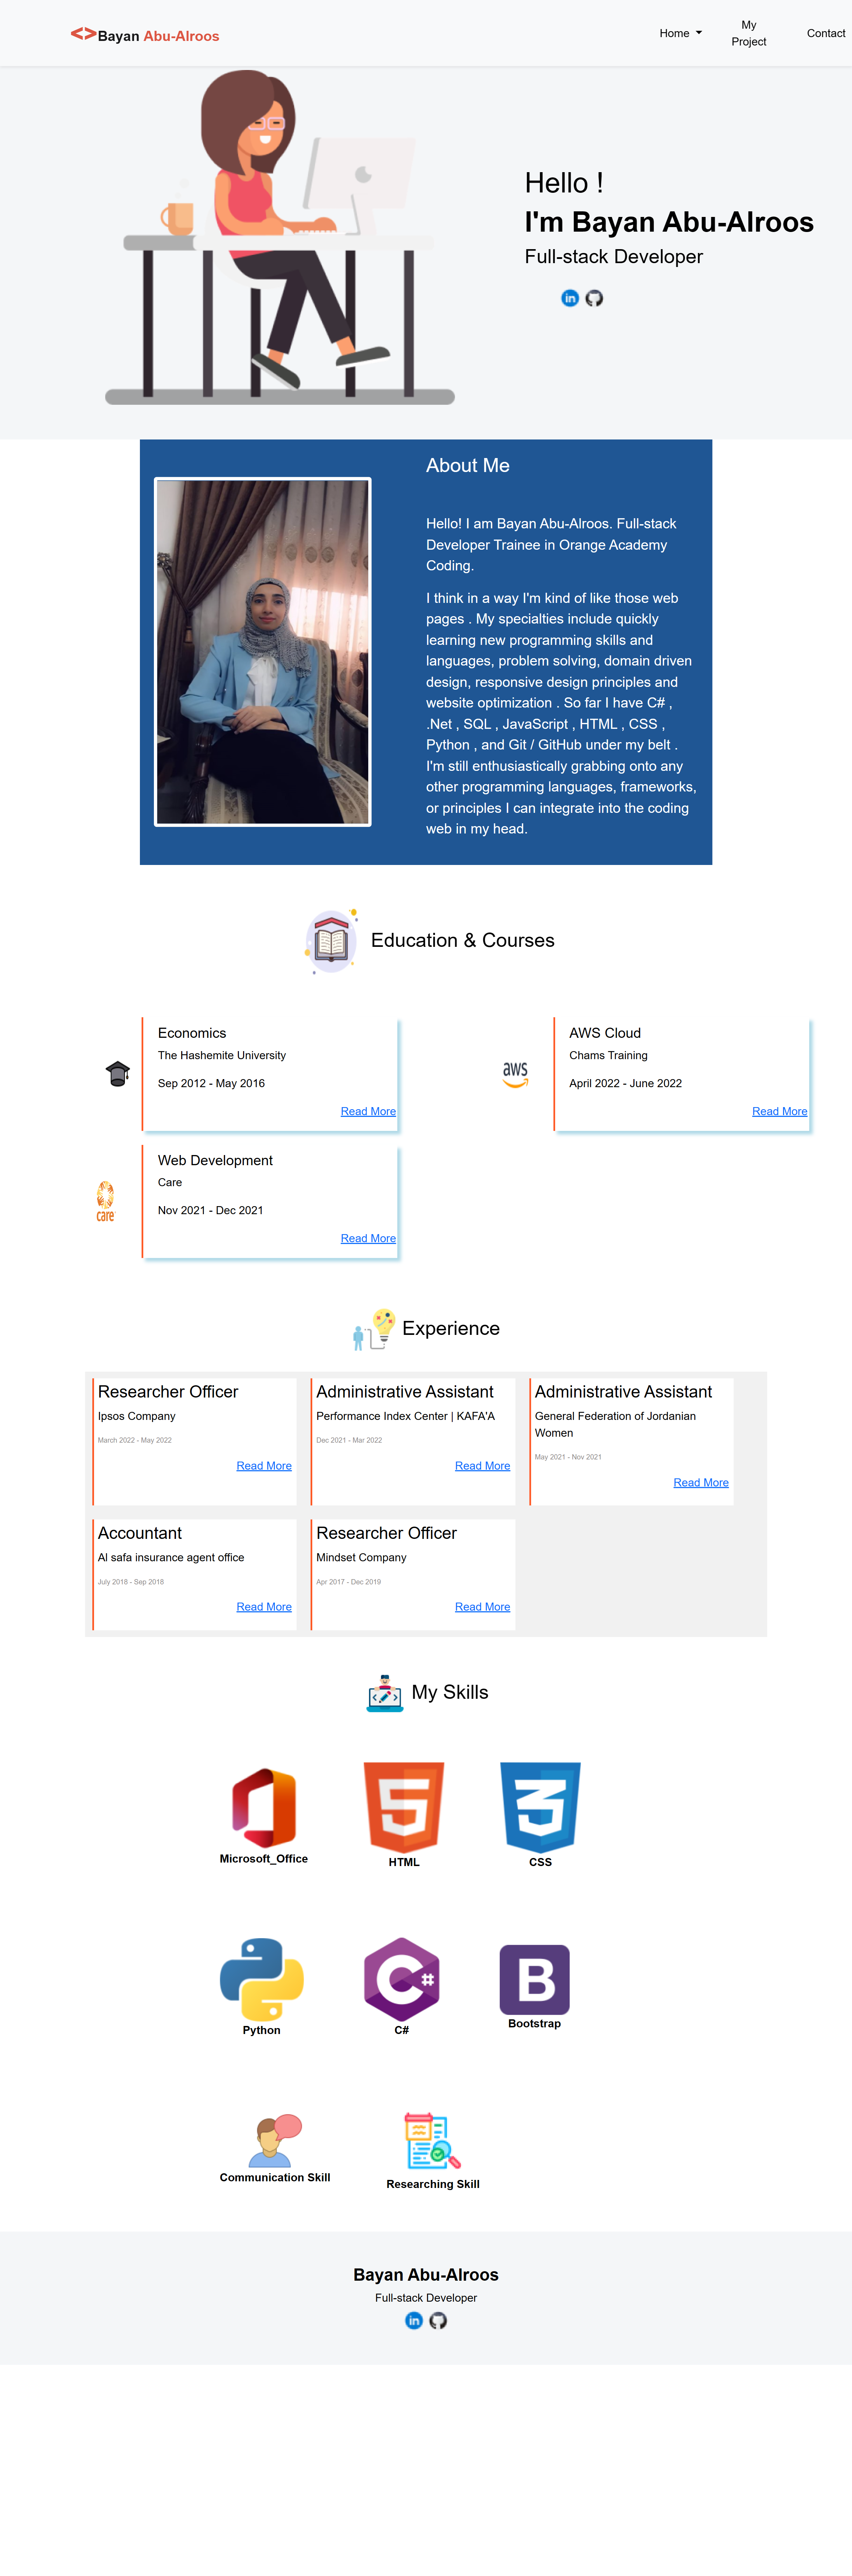 <>Bayan Abu-Alroos
Home
My
Project
Contact
Hello !
I'm Bayan Abu-Alroos
Full-stack Developer
in
About Me
Hello! I am Bayan Abu-Alroos. Full-stack
Developer Trainee in Orange Academy
Coding.
I think in a way I'm kind of like those web
pages . My specialties include quickly
learning new programming skills and
languages, problem solving, domain driven
design, responsive design principles and
website optimization . So far I have C# ,
.Net , SQL , JavaScript , HTML , CSS ,
Python , and Git / GitHub under my belt .
I'm still enthusiastically grabbing onto any
other programming languages, frameworks,
or principles I can integrate into the coding
web in my head.
Education & Courses
Economics
The Hashemite University
Sep 2012 - May 2016
Read More
aws
AWS Cloud
Chams Training
April 2022 - June 2022
Read More
care
Web Development
Care
Nov 2021 - Dec 2021
Read More
Experience
Researcher Officer
Ipsos Company
March 2022 - May 2022
Read More
Administrative Assistant
Performance Index Center | KAFA'A
Dec 2021 - Mar 2022
Read More
Administrative Assistant
General Federation of Jordanian
Women
May 2021 - Nov 2021
Read More
Accountant
Al safa insurance agent office
July 2018 - Sep 2018
Read More
Researcher Officer
Mindset Company
Apr 2017 - Dec 2019
Read More
My Skills
Microsoft_Office
5
HTML
3
CSS
Python
C#
C#
B
Bootstrap
Communication Skill
Researching Skill
Bayan Abu-Alroos
Full-stack Developer
in